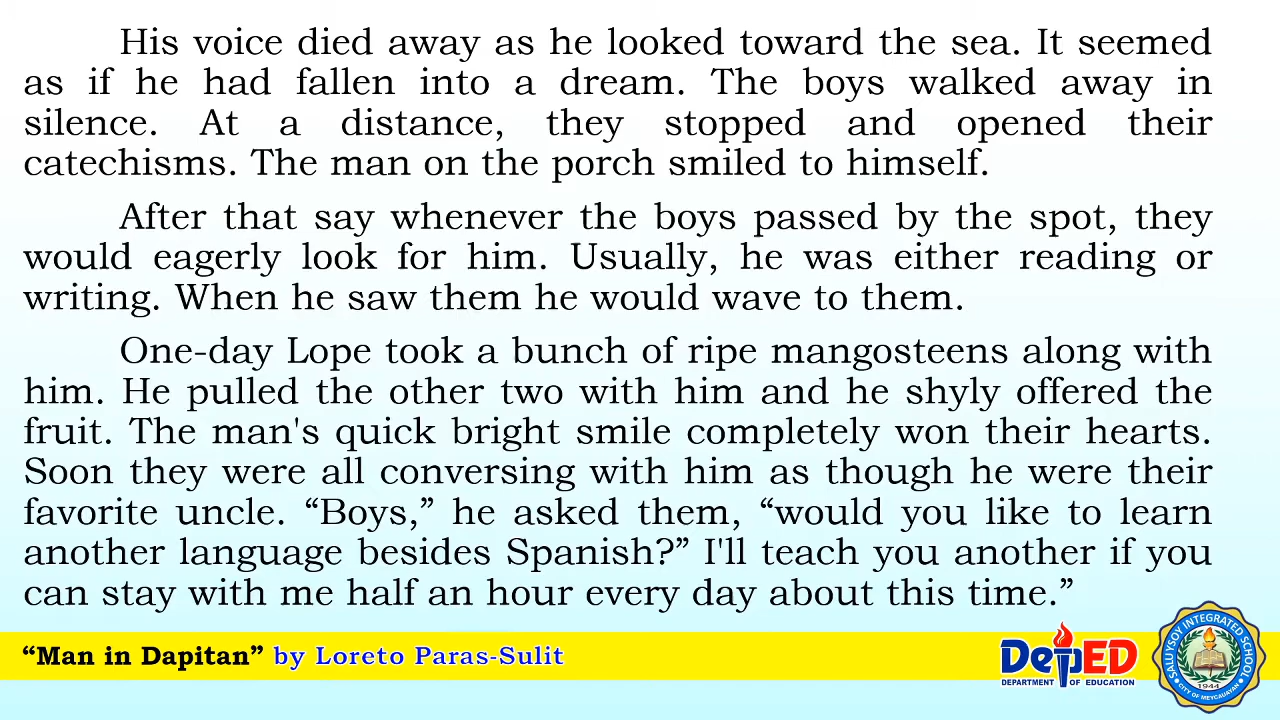 His voice died away as he looked toward the sea. It seemed
as if he had fallen into a dream. The boys walked away in
silence. At a distance, they stopped and opened their
catechisms. The man on the porch smiled to himself.
After that say whenever the boys passed by the spot, they
would eagerly look for him. Usually, he was either reading or
writing. When he saw them he would wave to them.
One-day Lope took a bunch of ripe mangosteens along with
him. He pulled the other two with him and he shyly offered the
fruit. The man's quick bright smile completely won their hearts.
Soon they were all conversing with him as though he were their
favorite uncle. “Boys,” he asked them, “would you like to learn
another language besides Spanish?” I'll teach you another if you
can stay with me half an hour every day about this time.”
“Man in Dapitan” by Loreto Paras-Sulit
DepED
DEPARTMENT OF EDUCATION
SALUYSOY INTEGRATED SCHOOL
1944
CITY OF MEYCAUAYAN